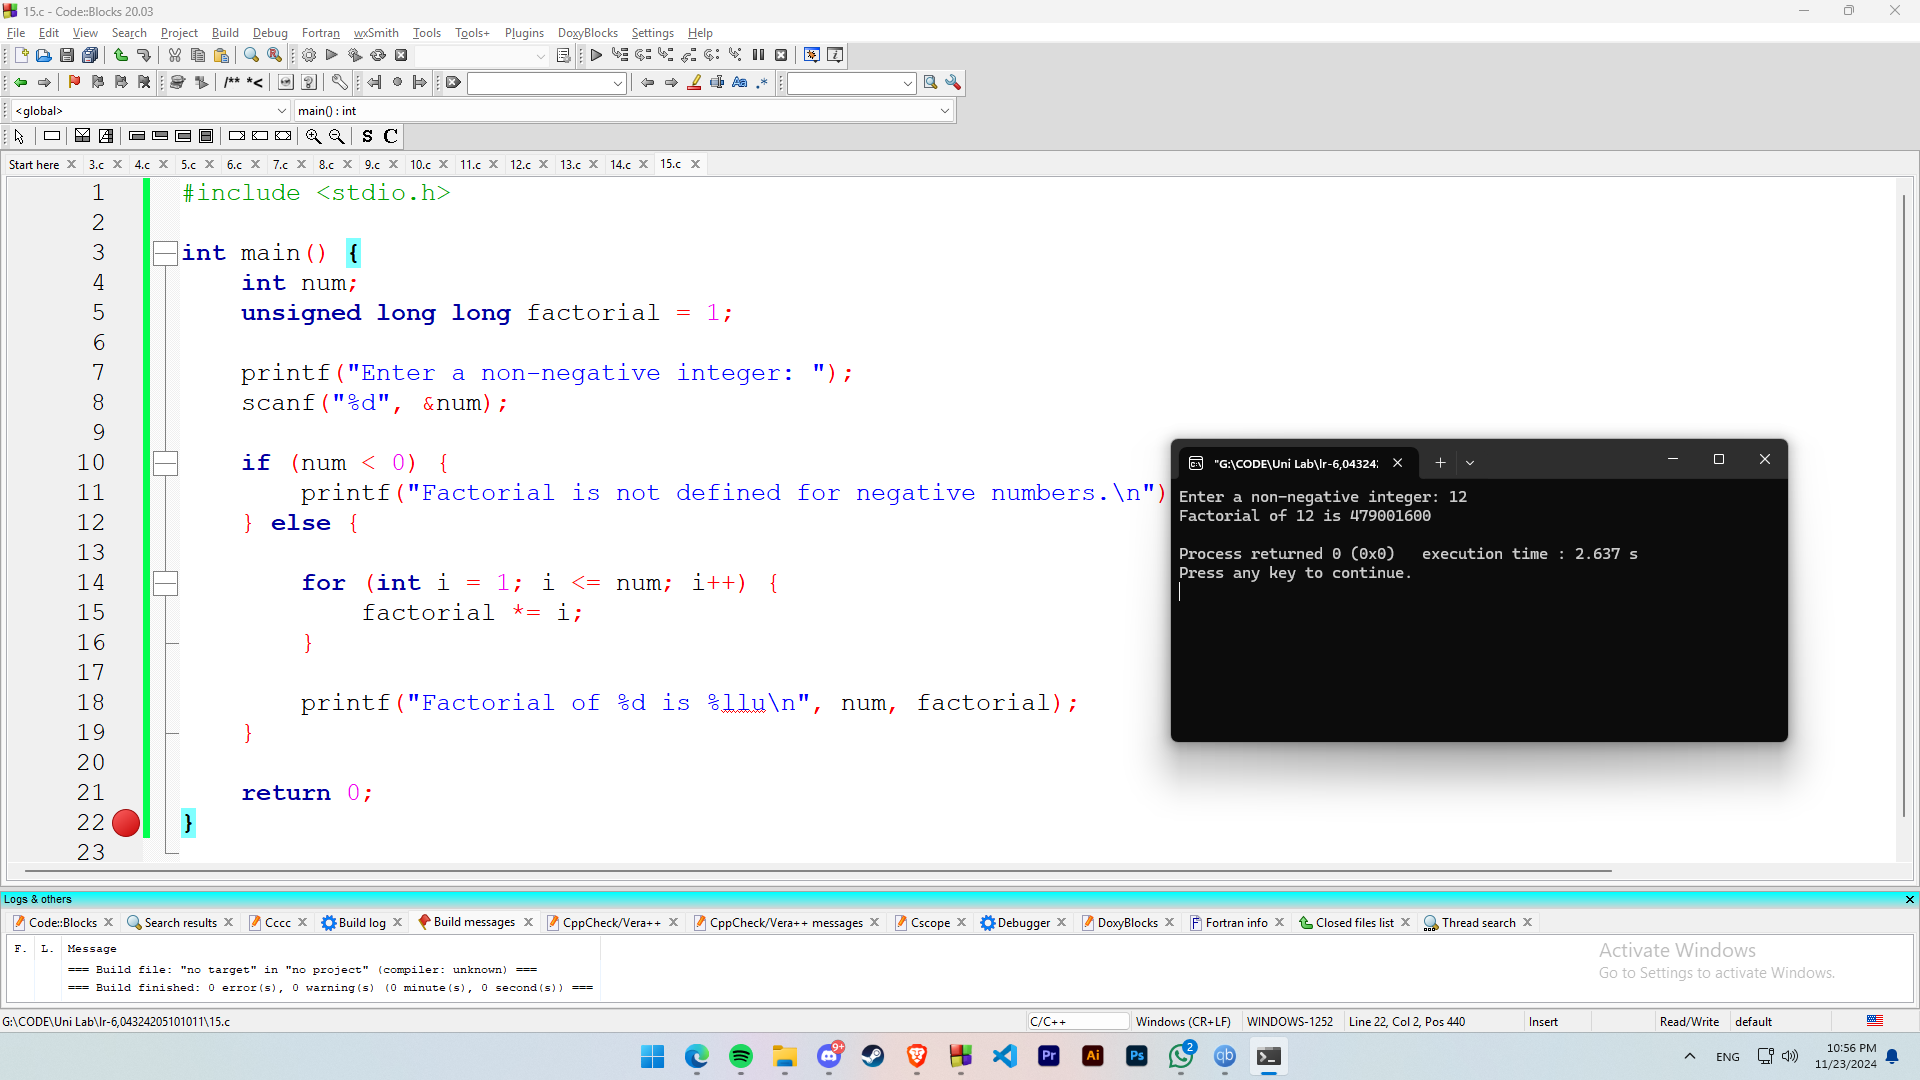 15.c - Code::Blocks 20.03
File Edit View Search Project Build Debug Fortran wxSmith Tools Tools+ Plugins DoxyBlocks Settings Help
/** *<
Aa .*
<global> main() : int
S C
Start here 3.c 4.c 5.c 6.c 7.c 8.c 9.c 10.c 11.c 12.c 13.c 14.c 15.c
1 #include <stdio.h>
2
3 int main() {
4 int num;
5 unsigned long long factorial = 1;
6
7 printf("Enter a non-negative integer: ");
8 scanf("%d", &num);
9
10 if (num < 0) {
11 printf("Factorial is not defined for negative numbers.\n")
12 } else {
13
14 for (int i = 1; i <= num; i++) {
15 factorial *= i;
16 }
17
18 printf("Factorial of %d is %llu\n", num, factorial);
19 }
20
21 return 0;
22 }
23
"G:\CODE\Uni Lab\lr-6,04324:
Enter a non-negative integer: 12
Factorial of 12 is 479001600
Process returned 0 (0x0) execution time : 2.637 s
Press any key to continue.
Logs & others
Code::Blocks Search results Cccc Build log Build messages CppCheck/Vera++ CppCheck/Vera++ messages Cscope Debugger DoxyBlocks Fortran info Closed files list Thread search
F. L. Message
=== Build file: "no target" in "no project" (compiler: unknown) ===
=== Build finished: 0 error(s), 0 warning(s) (0 minute(s), 0 second(s)) ===
Activate Windows
Go to Settings to activate Windows.
G:\CODE\Uni Lab\lr-6,04324205101011\15.c C/C++ Windows (CR+LF) WINDOWS-1252 Line 22, Col 2, Pos 440 Insert Read/Write default
9+ Pr Ai Ps 2 qb
ENG
10:56 PM
11/23/2024